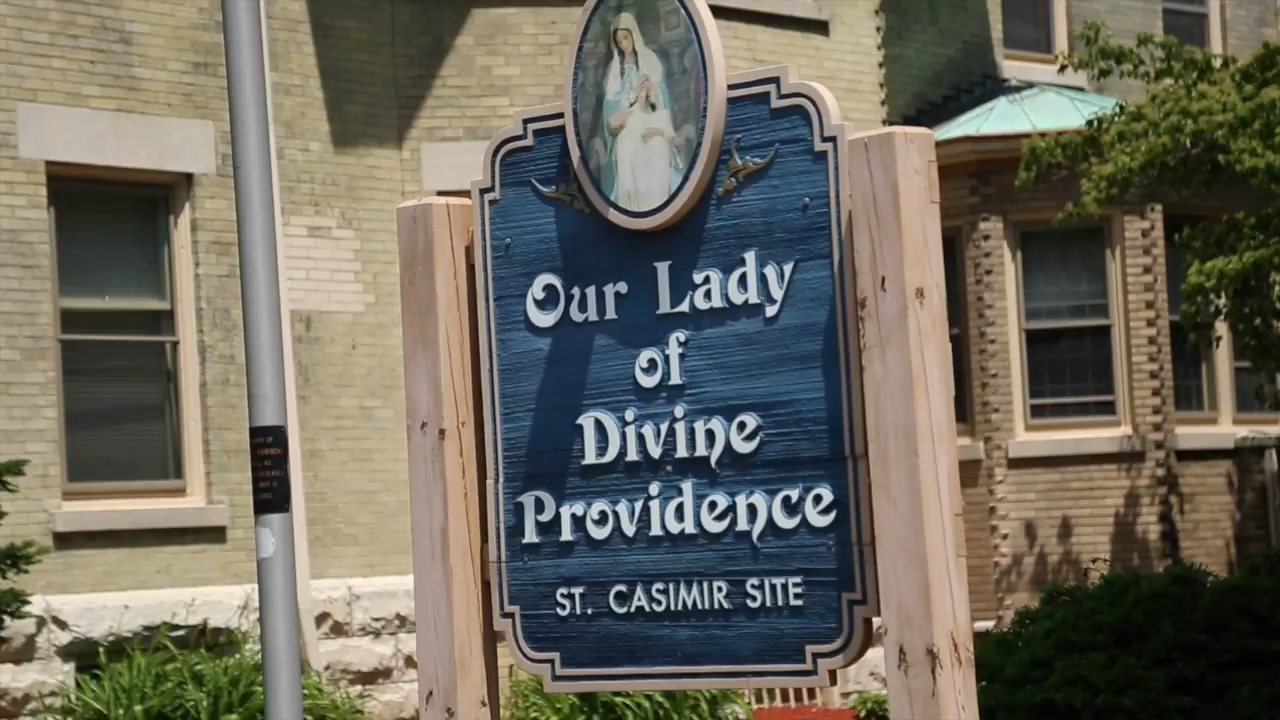 Our Lady
of
Divine
Providence
ST. CASIMIR SITE